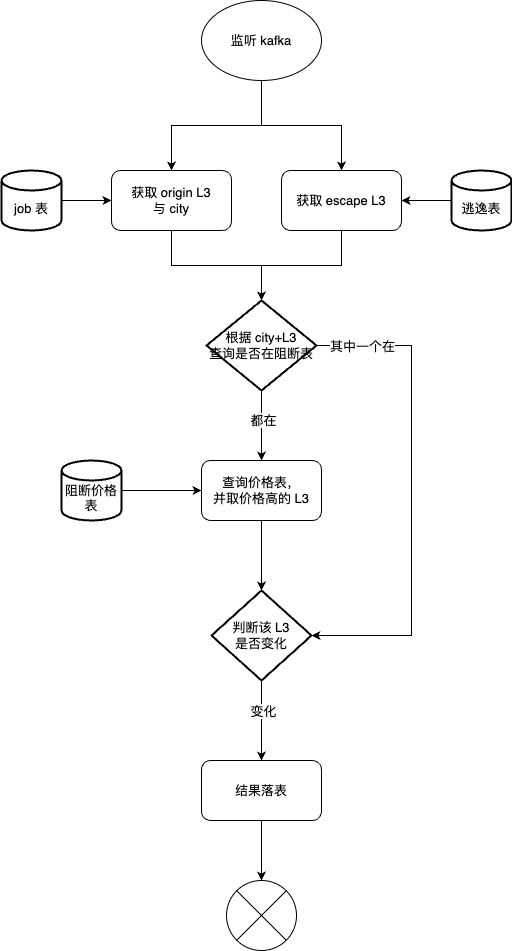 监听 kafka
job 表
获取 origin L3
与 city
获取 escape L3
逃逸表
根据 city+L3
查询是否在阻断表
其中一个在
都在
阻断价格
表
查询价格表，
并取价格高的 L3
判断该 L3
是否变化
变化
结果落表